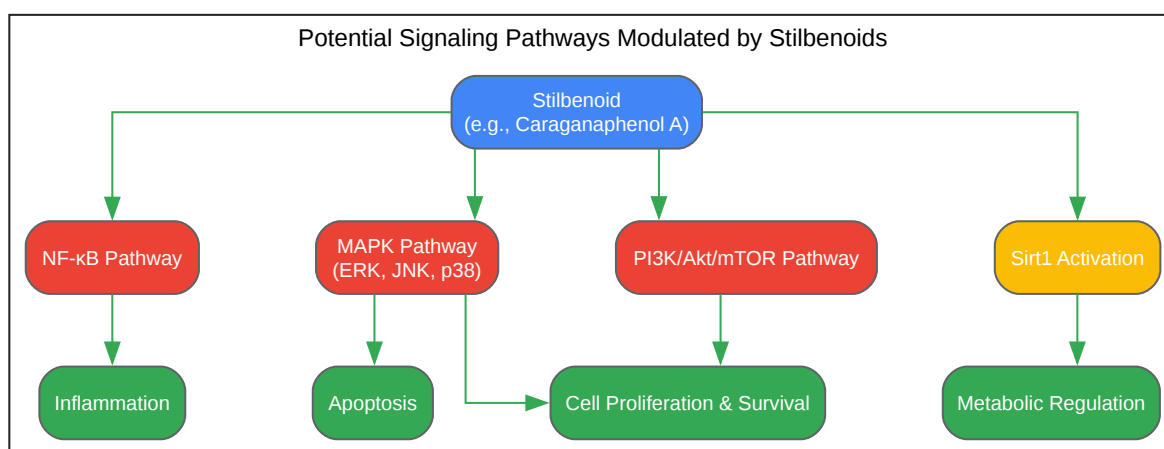 Potential Signaling Pathways Modulated by Stilbenoids
Stilbenoid
(e.g., Caraganaphenol A)
NF-κB Pathway
MAPK Pathway
(ERK, JNK, p38)
PI3K/Akt/mTOR Pathway
Sirt1 Activation
Inflammation
Apoptosis
Cell Proliferation & Survival
Metabolic Regulation